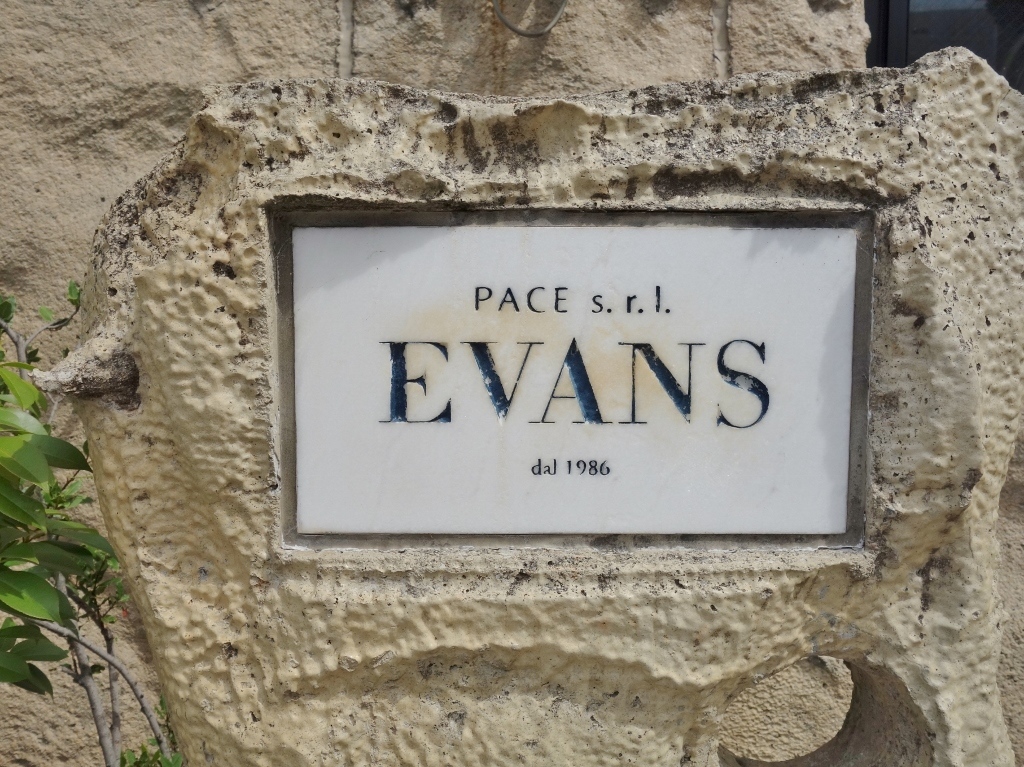 PACE s. r. l.
EVANS
dal 1986